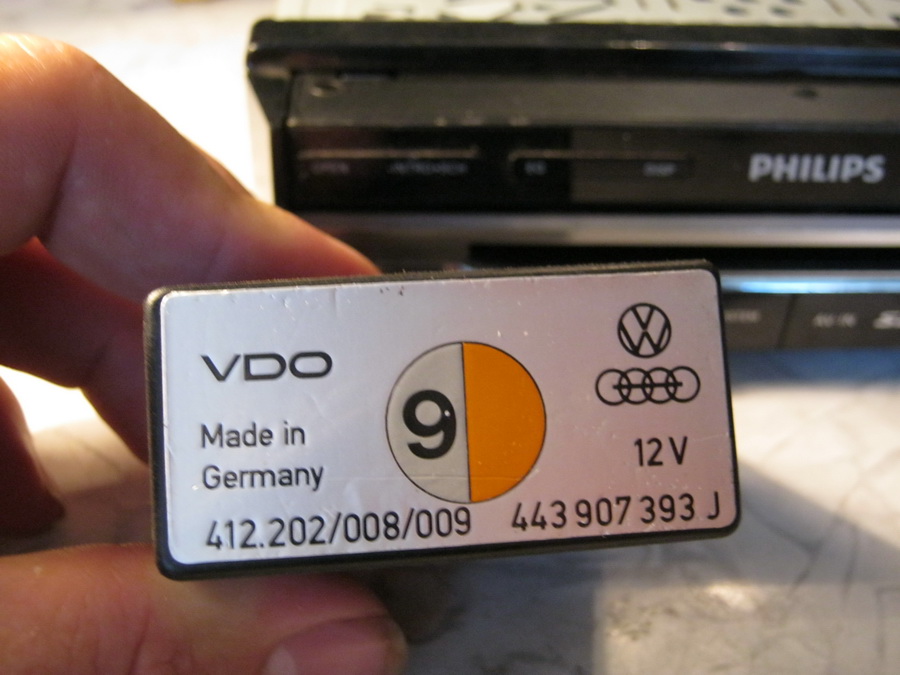 PHILIPS
VDO
9
Made in
Germany
12 V
412.202/008/009 443 907 393 J